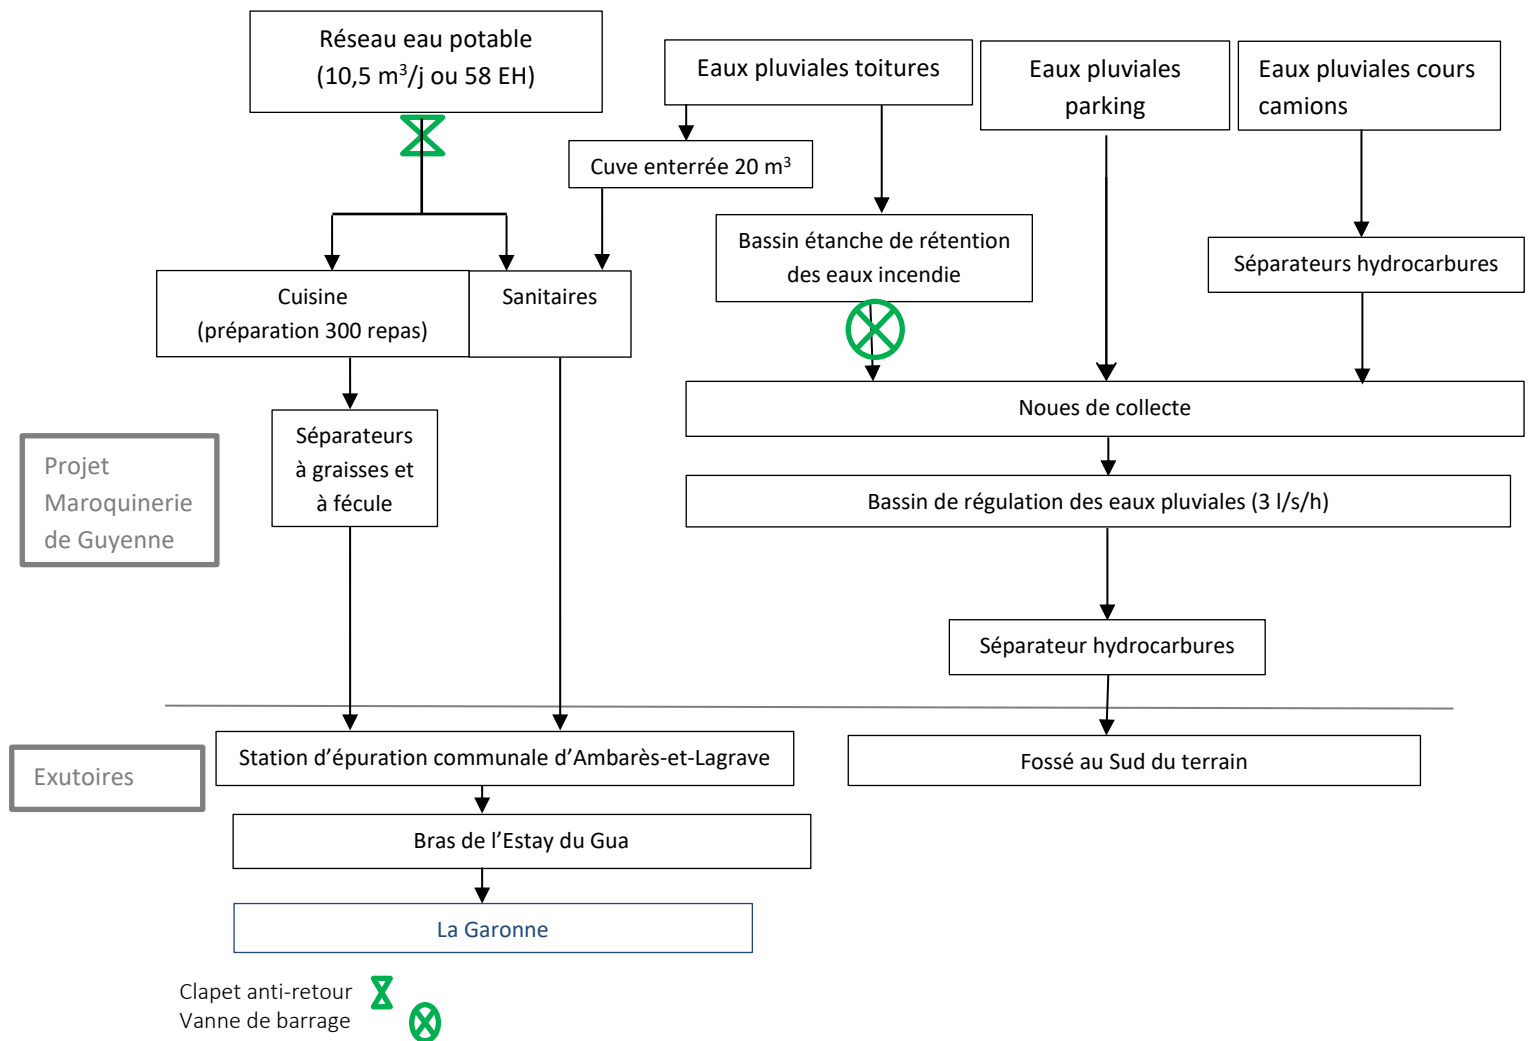 Réseau eau potable
(10,5 m³/j ou 58 EH)
Eaux pluviales toitures
Eaux pluviales
parking
Eaux pluviales cours
camions
Cuve enterrée 20 m³
Bassin étanche de rétention
des eaux incendie
Séparateurs hydrocarbures
Cuisine
(préparation 300 repas)
Sanitaires
Noues de collecte
Séparateurs
à graisses et
à fécule
Projet
Maroquinerie
de Guyenne
Bassin de régulation des eaux pluviales (3 l/s/h)
Séparateur hydrocarbures
Station d’épuration communale d’Ambarès-et-Lagrave
Fossé au Sud du terrain
Exutoires
Bras de l’Estay du Gua
La Garonne
Clapet anti-retour
Vanne de barrage